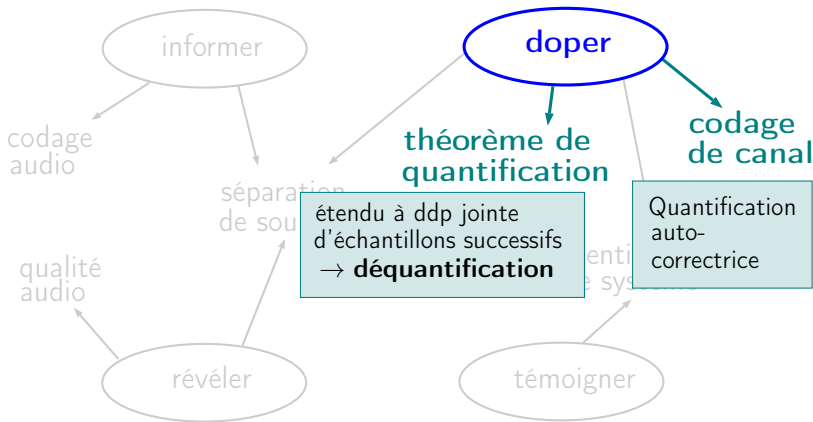 informer
doper
codage
audio
théorème de
quantification
codage
de canal
séparation
de sou
étendu à ddp jointe
d'échantillons successifs
→ déquantification
Quantification
auto-
correctrice
qualité
audio
révéler
témoigner